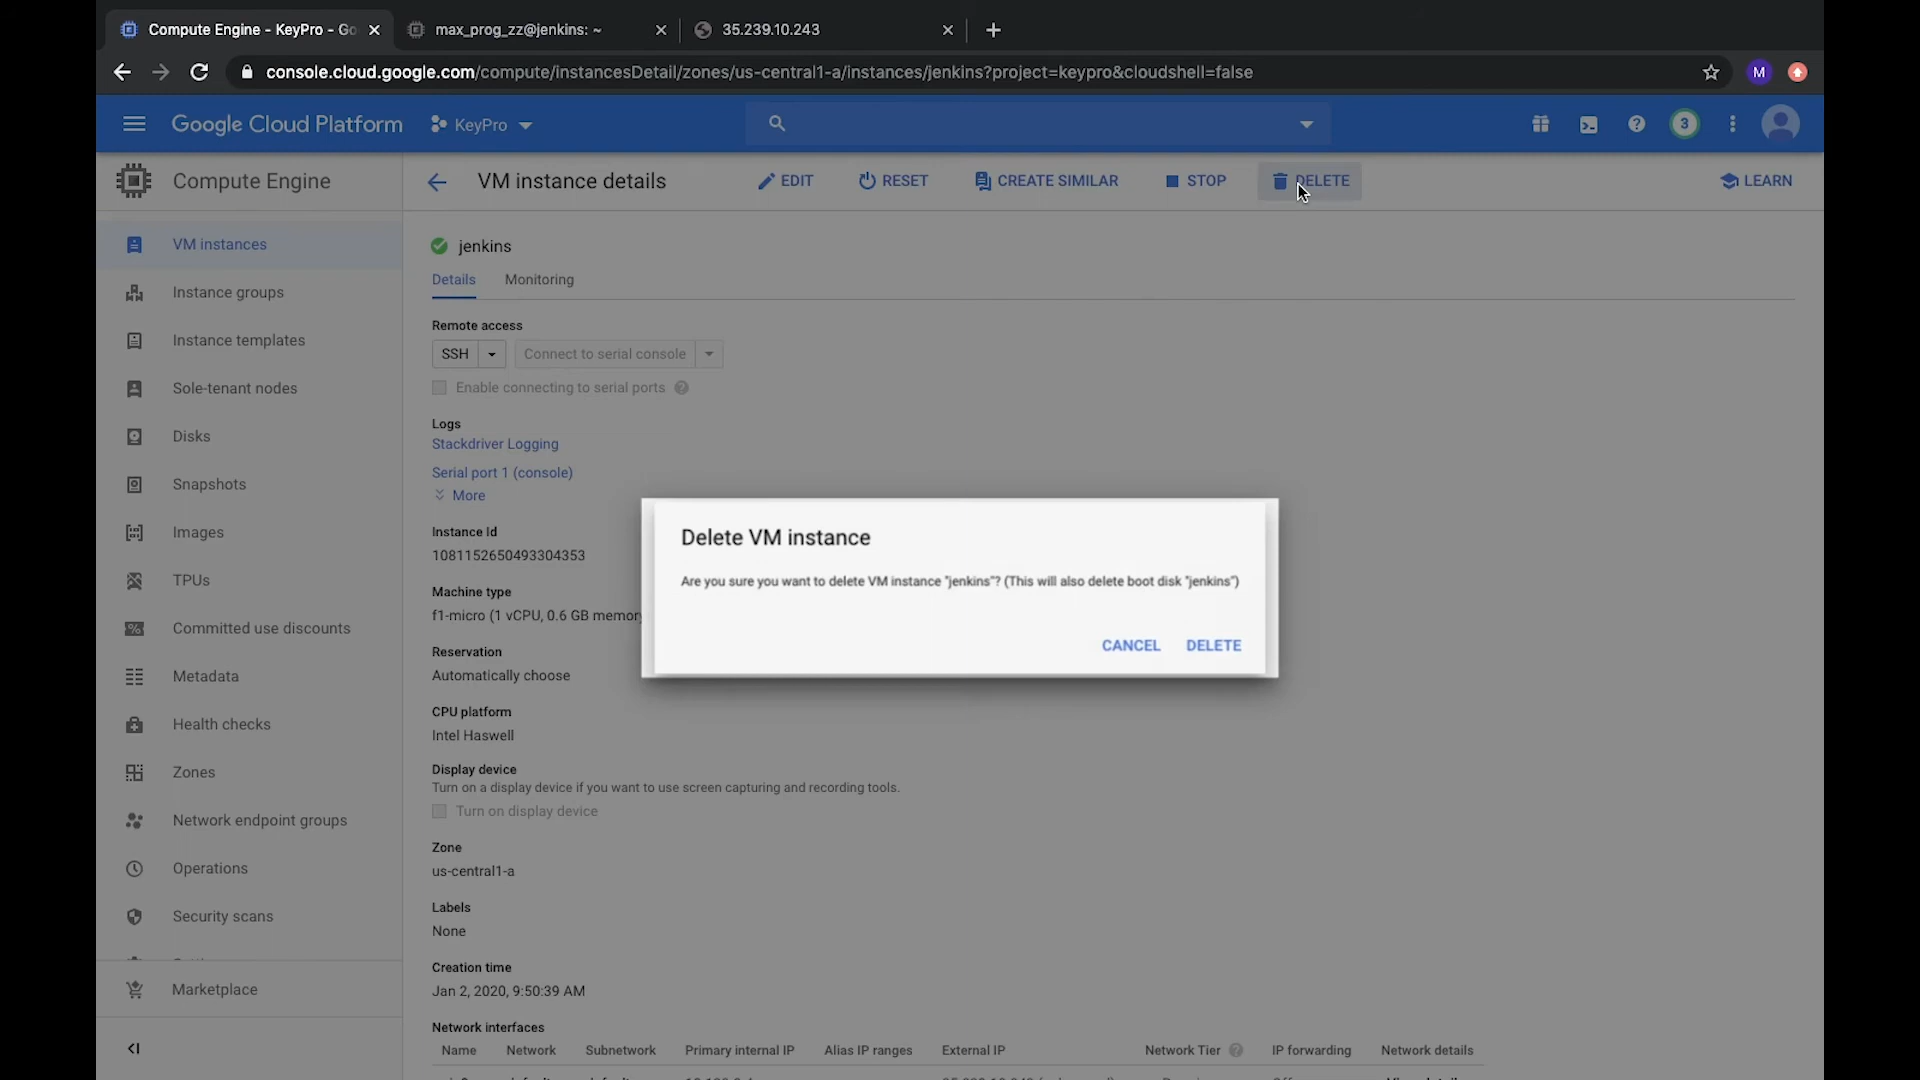 Compute Engine - KeyPro - Go
max_prog_zz@jenkins: ~
35.239.10.243
console.cloud.google.com/compute/instancesDetail/zones/us-central1-a/instances/jenkins?project=keypro&cloudshell=false
M
Google Cloud Platform
KeyPro
3
Compute Engine
VM instance details
EDIT
RESET
CREATE SIMILAR
STOP
DELETE
LEARN
VM instances
Instance groups
Instance templates
Sole-tenant nodes
Disks
Snapshots
Images
TPUs
Committed use discounts
Metadata
Health checks
Zones
Network endpoint groups
Operations
Security scans
Marketplace
jenkins
Details Monitoring
Remote access
SSH
Connect to serial console
Enable connecting to serial ports
Logs
Stackdriver Logging
Serial port 1 (console)
More
Instance Id
1081152650493304353
Machine type
f1-micro (1 vCPU, 0.6 GB memory
Reservation
Automatically choose
CPU platform
Intel Haswell
Display device
Turn on a display device if you want to use screen capturing and recording tools.
Turn on display device
Zone
us-central1-a
Labels
None
Creation time
Jan 2, 2020, 9:50:39 AM
Network interfaces
Name Network Subnetwork Primary internal IP Alias IP ranges External IP Network Tier IP forwarding Network details
Delete VM instance
Are you sure you want to delete VM instance "jenkins"? (This will also delete boot disk "jenkins")
CANCEL DELETE